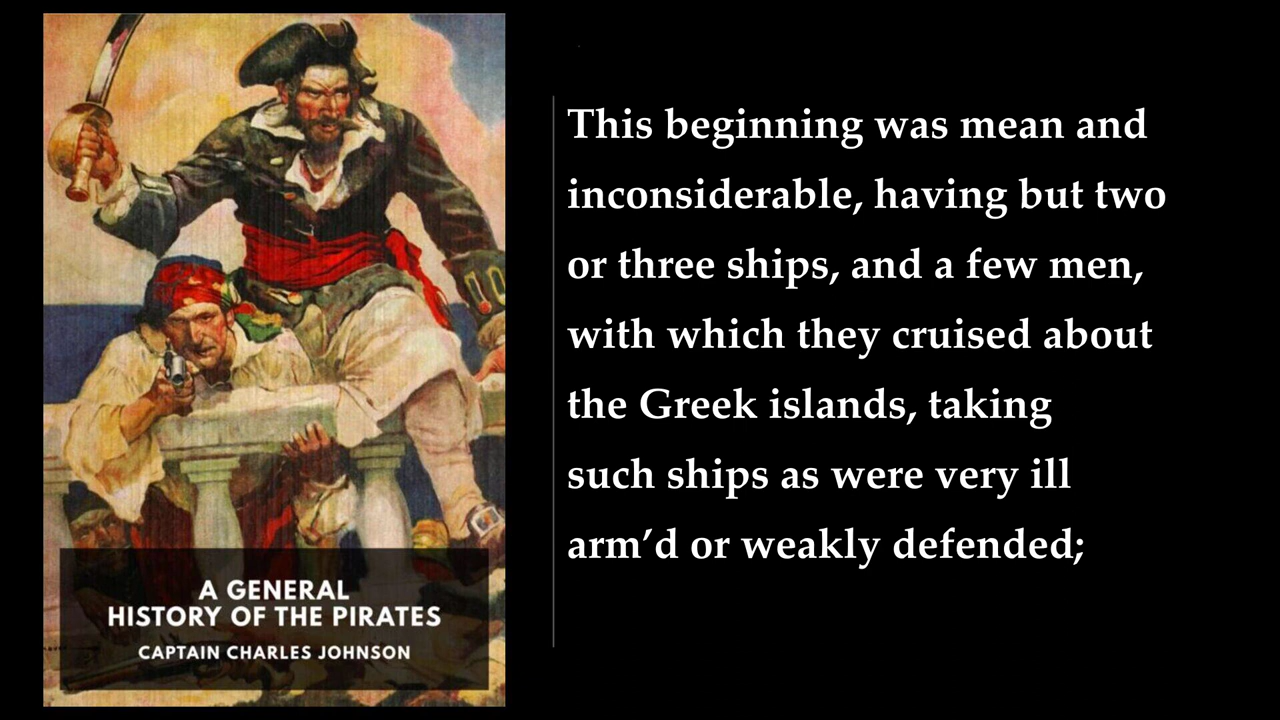 A GENERAL
HISTORY OF THE PIRATES
CAPTAIN CHARLES JOHNSON
This beginning was mean and
inconsiderable, having but two
or three ships, and a few men,
with which they cruised about
the Greek islands, taking
such ships as were very ill
arm’d or weakly defended;